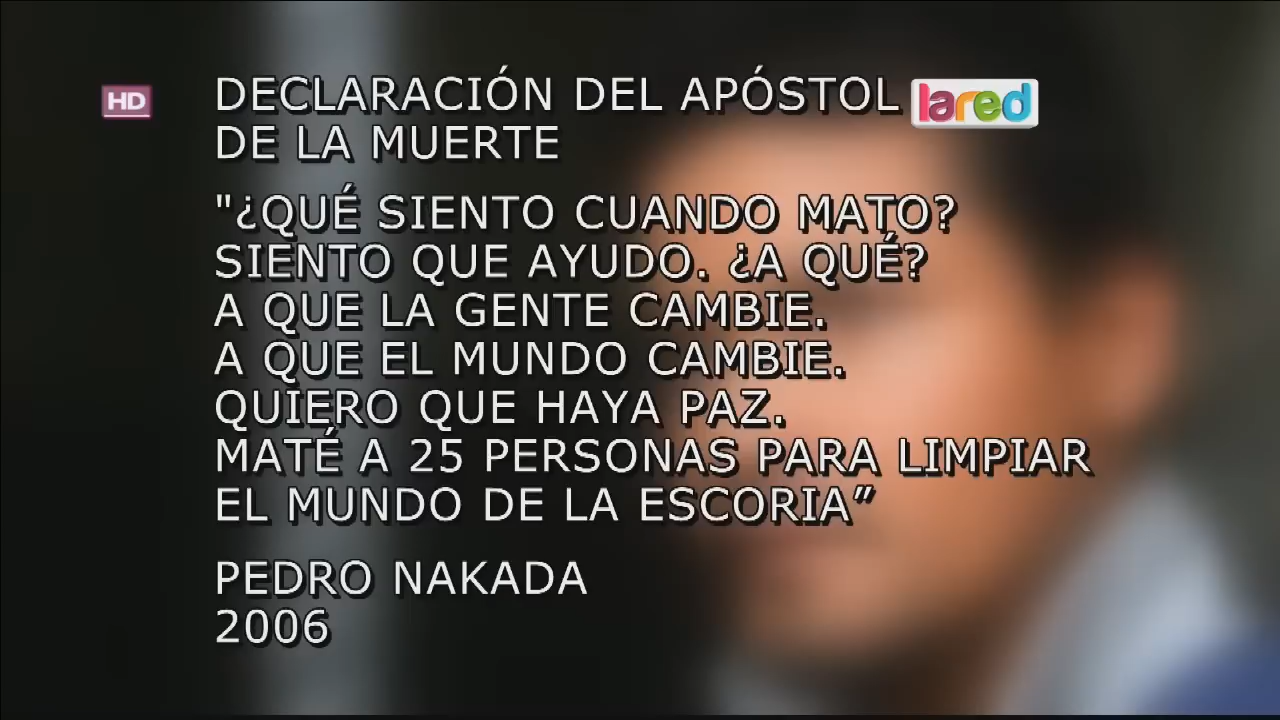 HD
DECLARACIÓN DEL APÓSTOL
lared
DE LA MUERTE
"¿QUÉ SIENTO CUANDO MATO?
SIENTO QUE AYUDO. ¿A QUÉ?
A QUE LA GENTE CAMBIE.
A QUE EL MUNDO CAMBIE.
QUIERO QUE HAYA PAZ.
MATÉ A 25 PERSONAS PARA LIMPIAR
EL MUNDO DE LA ESCORIA”
PEDRO NAKADA
2006